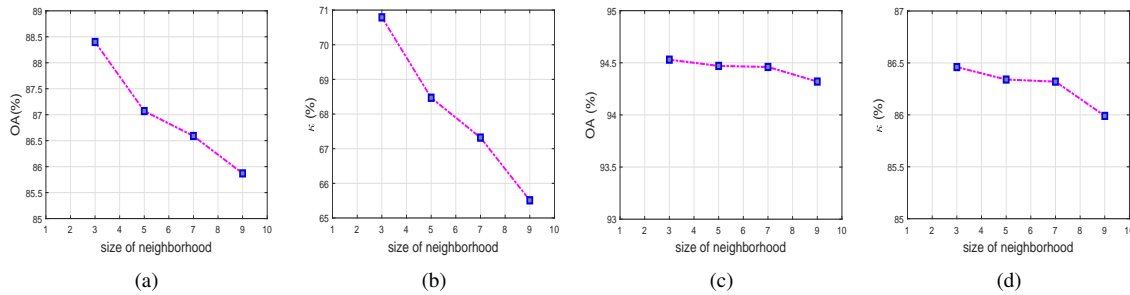 89
88.5
88
87.5
87
86.5
86
85.5
85
OA(%)
1 2 3 4 5 6 7 8 9 10
size of neighborhood
(a)
71
70
69
68
67
66
65
κ (%)
1 2 3 4 5 6 7 8 9 10
size of neighborhood
(b)
95
94.5
94
93.5
93
OA (%)
1 2 3 4 5 6 7 8 9 10
size of neighborhood
(c)
87
86.5
86
85.5
85
κ (%)
1 2 3 4 5 6 7 8 9 10
size of neighborhood
(d)